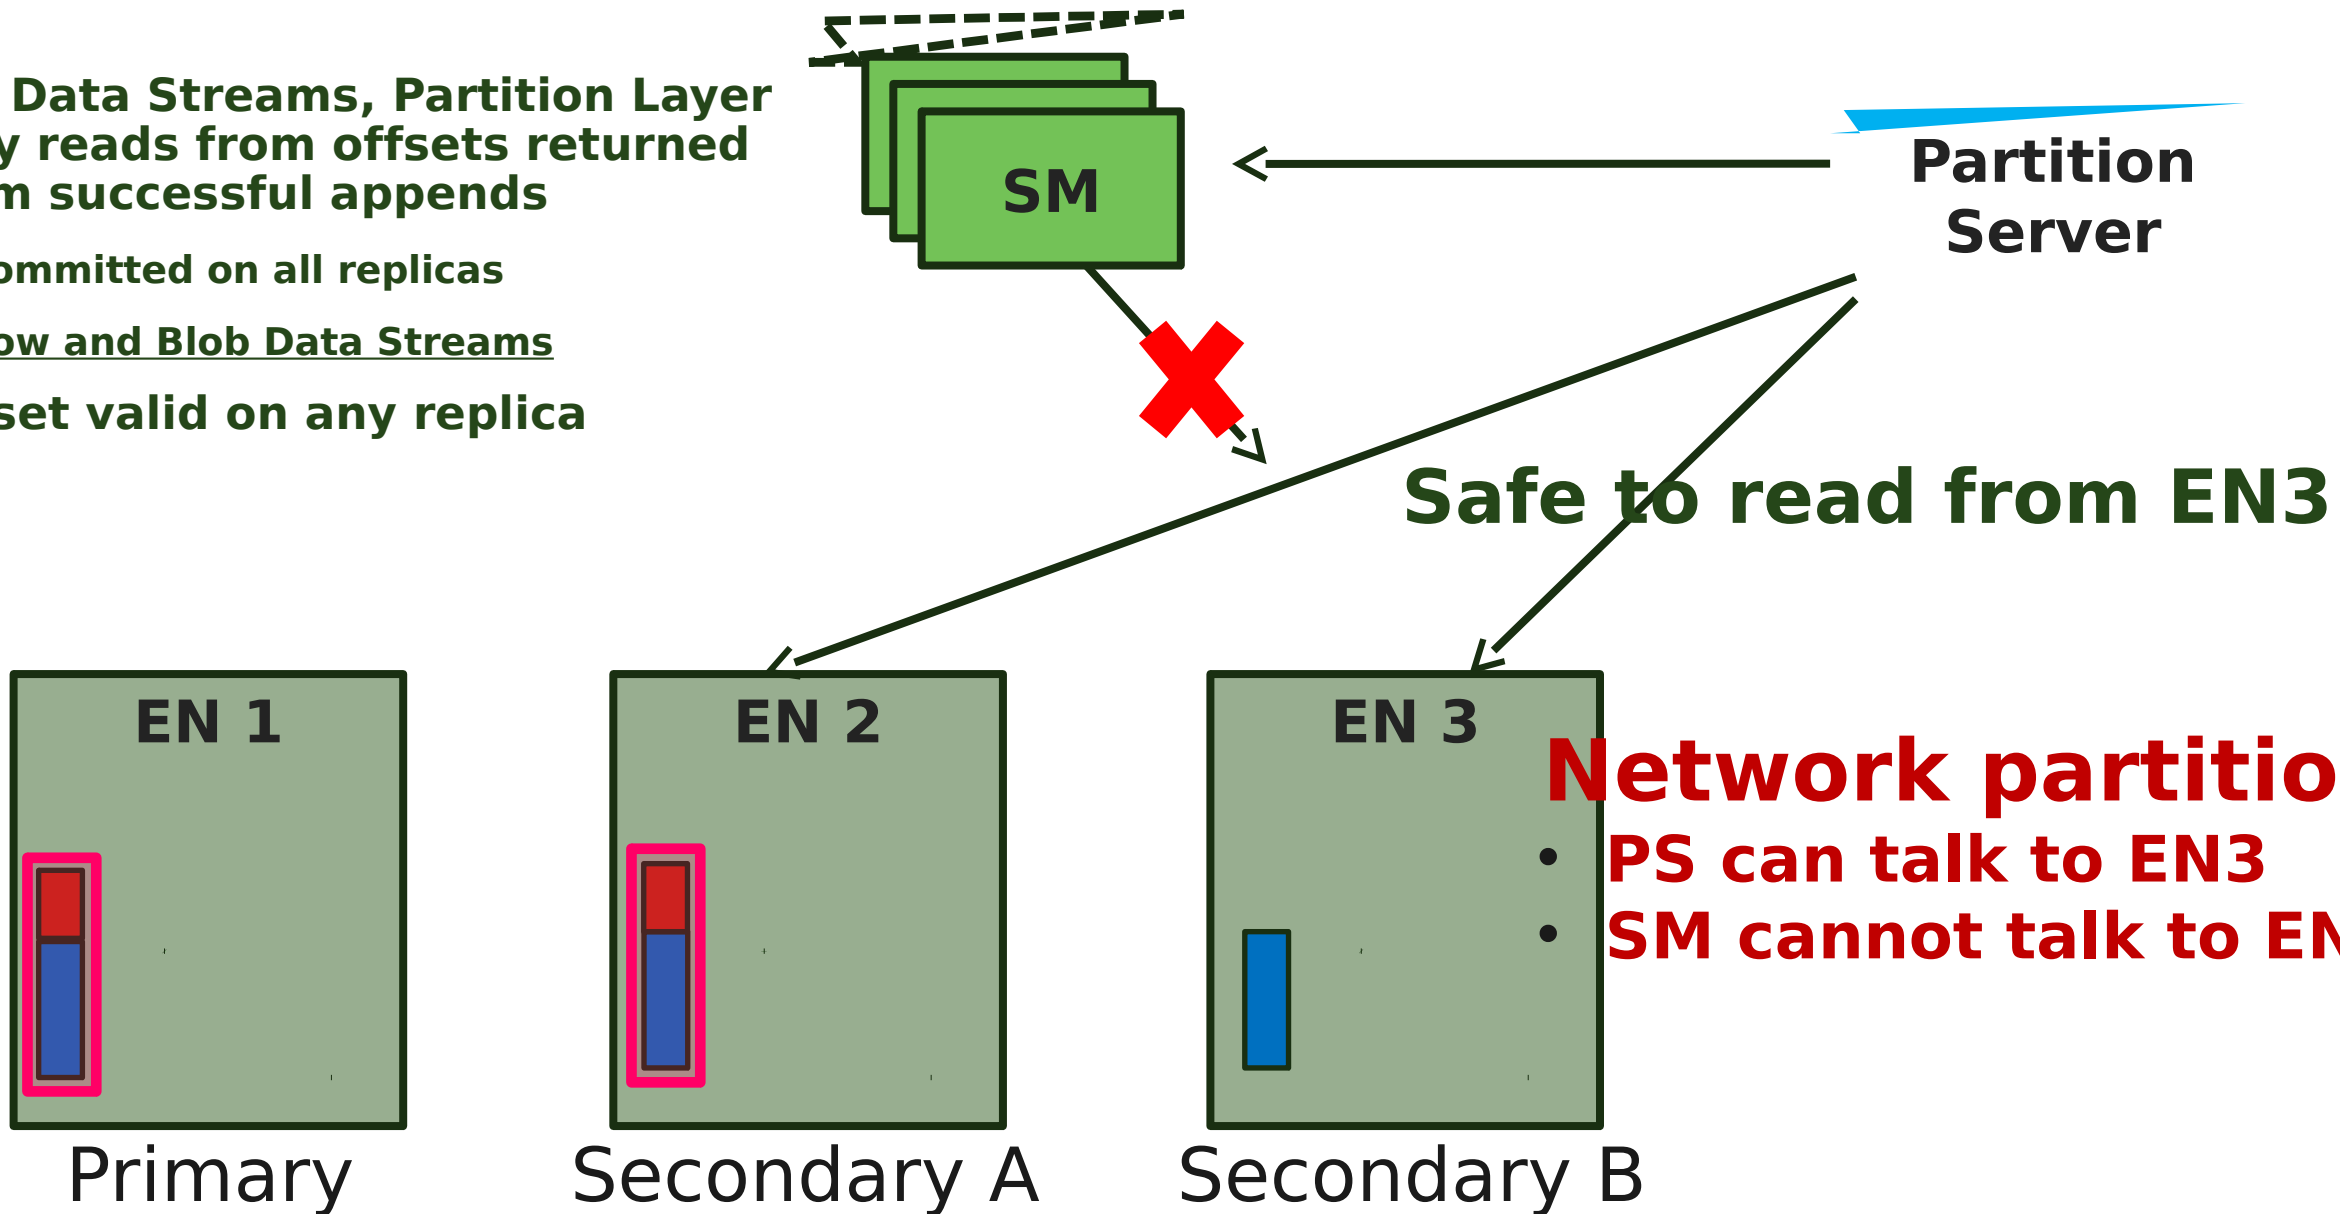 Data Streams, Partition Layer
y reads from offsets returned
m successful appends
ommitted on all replicas
ow and Blob Data Streams
set valid on any replica
SM
Partition
Server
Safe to read from EN3
EN 1
EN 2
EN 3
Network partitio
• PS can talk to EN3
• SM cannot talk to EN
Primary
Secondary A
Secondary B